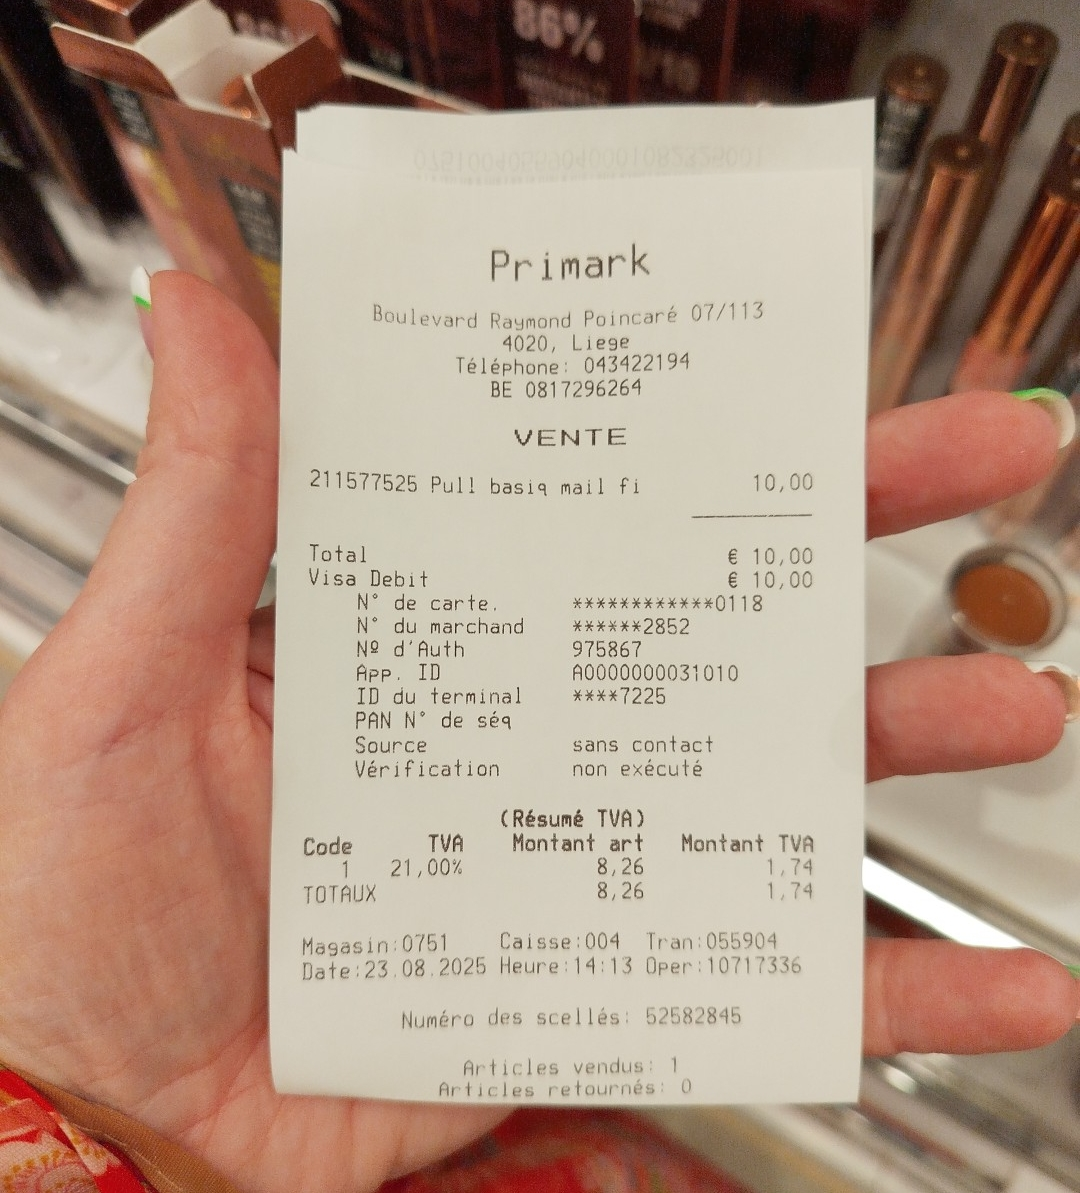 86%
Primark
Boulevard Raymond Poincaré 07/113
4020, Liege
Téléphone: 043422194
BE 0817296264
VENTE
211577525 Pull basiq mail fi 10,00
Total € 10,00
Visa Debit € 10,00
N° de carte. ************0118
N° du marchand ******2852
Nº d'Auth 975867
App. ID A0000000031010
ID du terminal ****7225
PAN N° de séq
Source sans contact
Vérification non exécuté
(Résumé TVA)
Code TVA Montant art Montant TVA
1 21,00% 8,26 1,74
TOTAUX 8,26 1,74
Magasin:0751 Caisse:004 Tran:055904
Date:23.08.2025 Heure:14:13 Oper:10717336
Numéro des scellés: 52582845
Articles vendus: 1
Articles retournés: 0